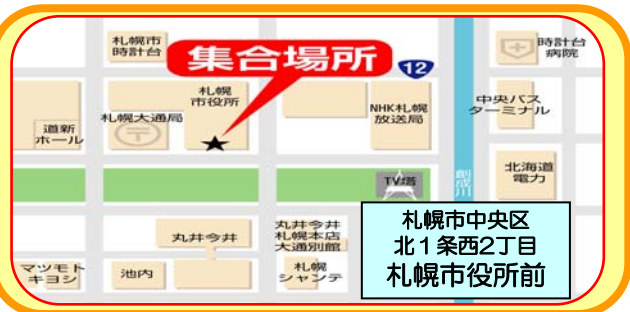 札幌市
時計台
集合場所
12
時計台
病院
札幌
市役所
札幌大通局
道新
ホール
NHK札幌
放送局
中央バス
ターミナル
TV塔
創成川
北海道
電力
丸井今井
丸井今井
札幌本店
大通別館
マツモト
キヨシ
池内
札幌
シャンテ
札幌市中央区
北1条西2丁目
札幌市役所前